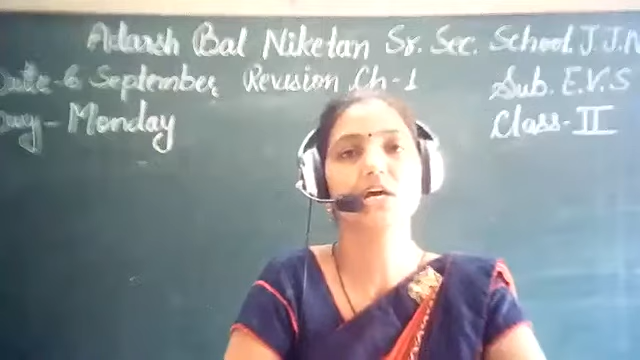 Adarsh Bal Niketan Sr. Sec. School J.J.N
Date-6 September Revision Ch-1 Sub. E.V.S
Day-Monday Class-II